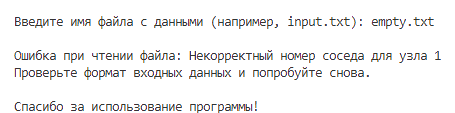 Введите имя файла с данными (например, input.txt): empty.txt
Ошибка при чтении файла: Некорректный номер соседа для узла 1
Проверьте формат входных данных и попробуйте снова.
Спасибо за использование программы!